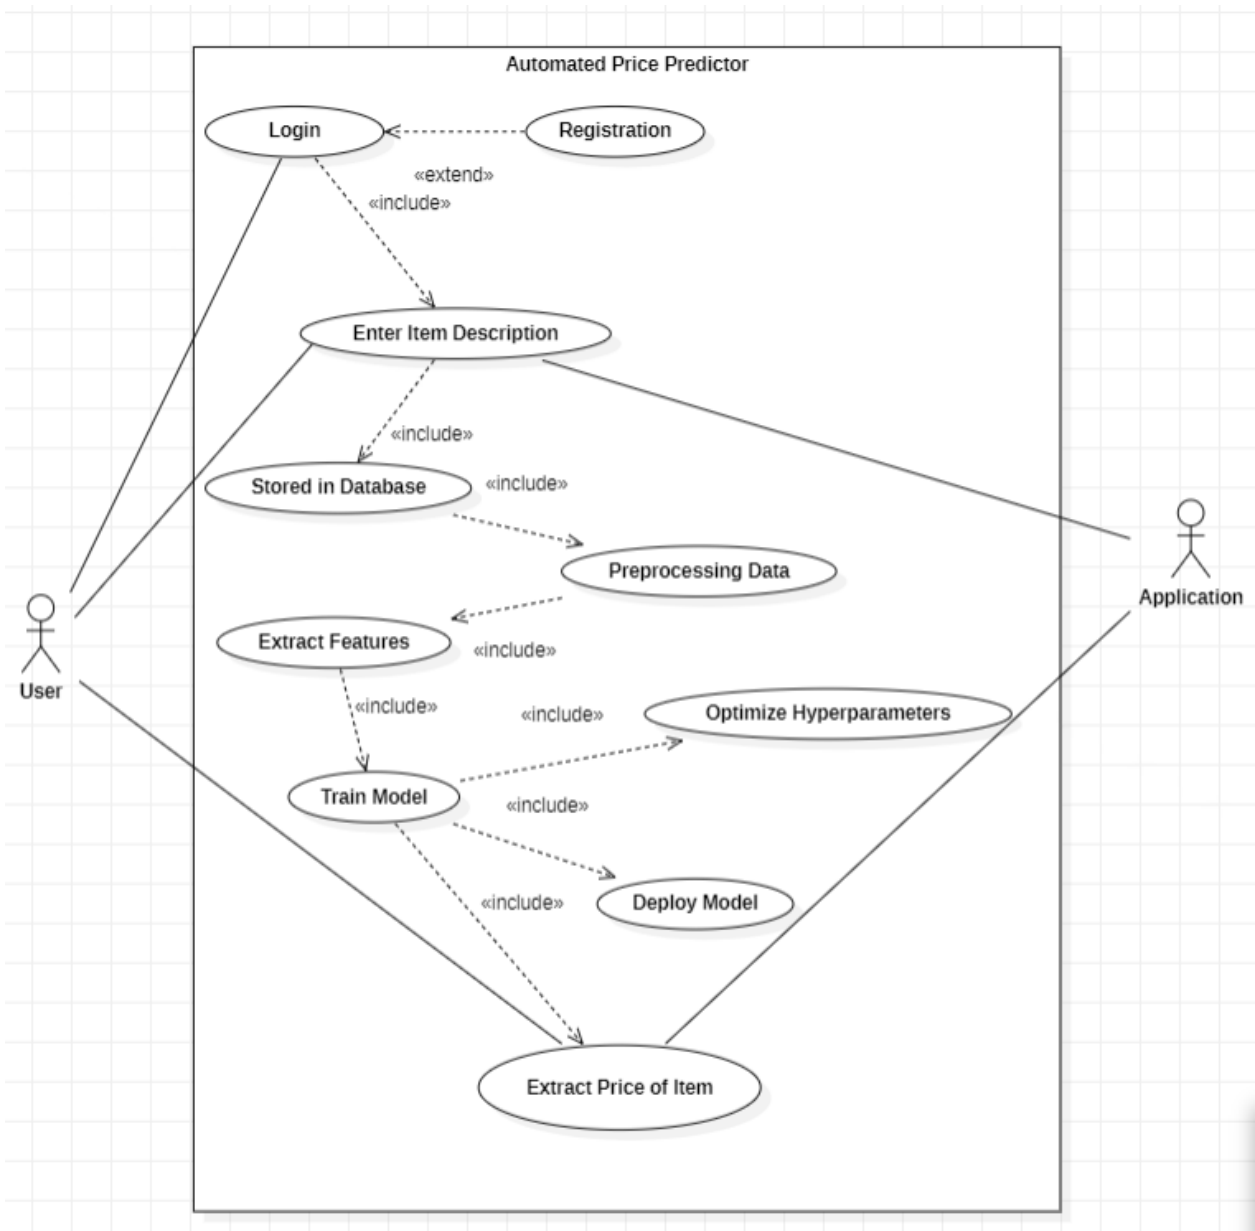 Automated Price Predictor
Login
Registration
«extend»
«include»
Enter Item Description
«include»
Stored in Database
«include»
Preprocessing Data
Application
Extract Features
«include»
User
«include»
«include»
Optimize Hyperparameters
Train Model
«include»
«include»
Deploy Model
Extract Price of Item